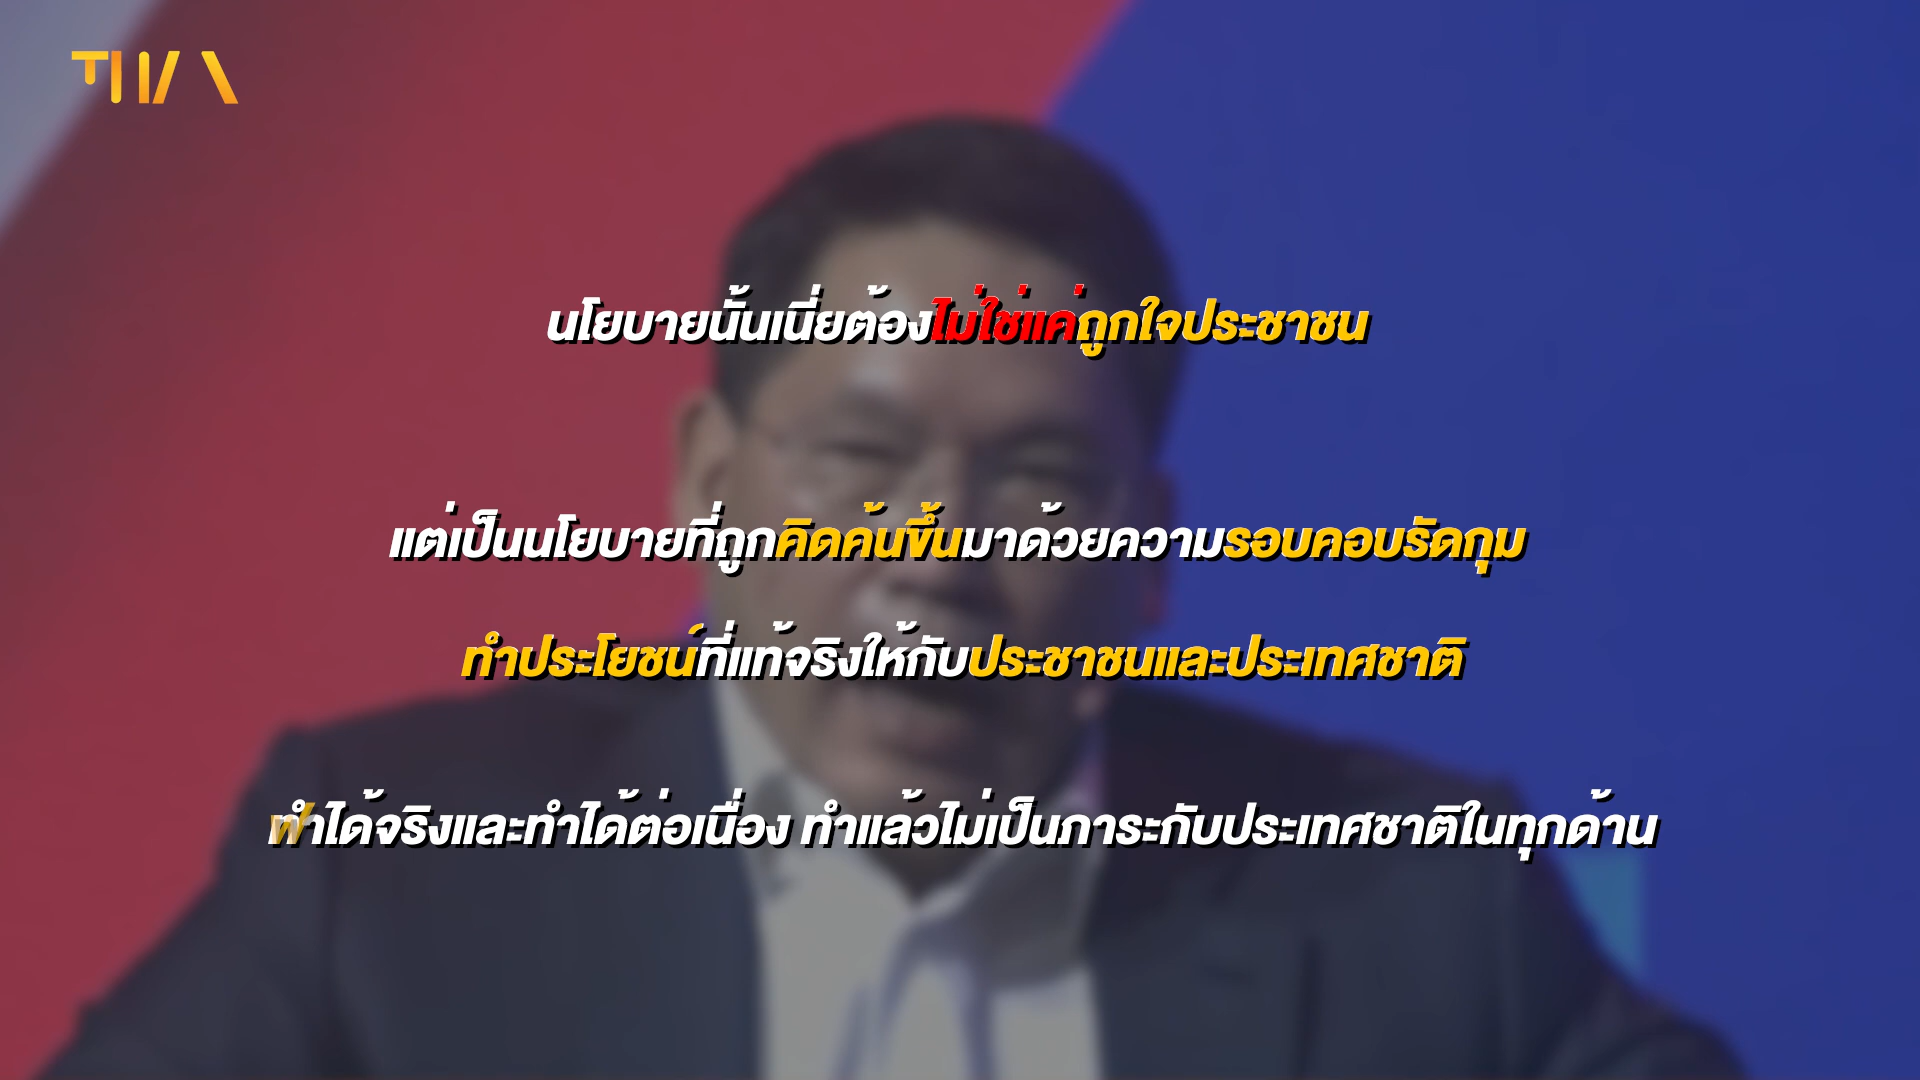 นโยบายนั้นเนี่ยต้องไม่ใช่แค่ถูกใจประชาชน
แต่เป็นนโยบายที่ถูกคิดค้นขึ้นมาด้วยความรอบคอบรัดกุม
ทำประโยชน์ที่แท้จริงให้กับประชาชนและประเทศชาติ
ทำได้จริงและทำได้ต่อเนื่อง ทำแล้วไม่เป็นภาระกับประเทศชาติในทุกด้าน